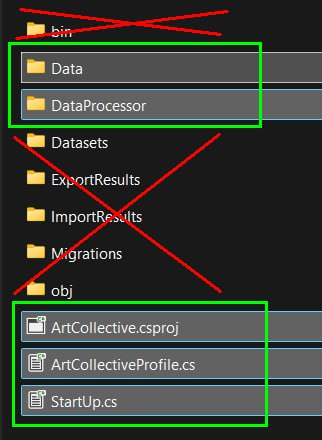 bin
Data
DataProcessor
Datasets
ExportResults
ImportResults
Migrations
obj
ArtCollective.csproj
ArtCollectiveProfile.cs
StartUp.cs